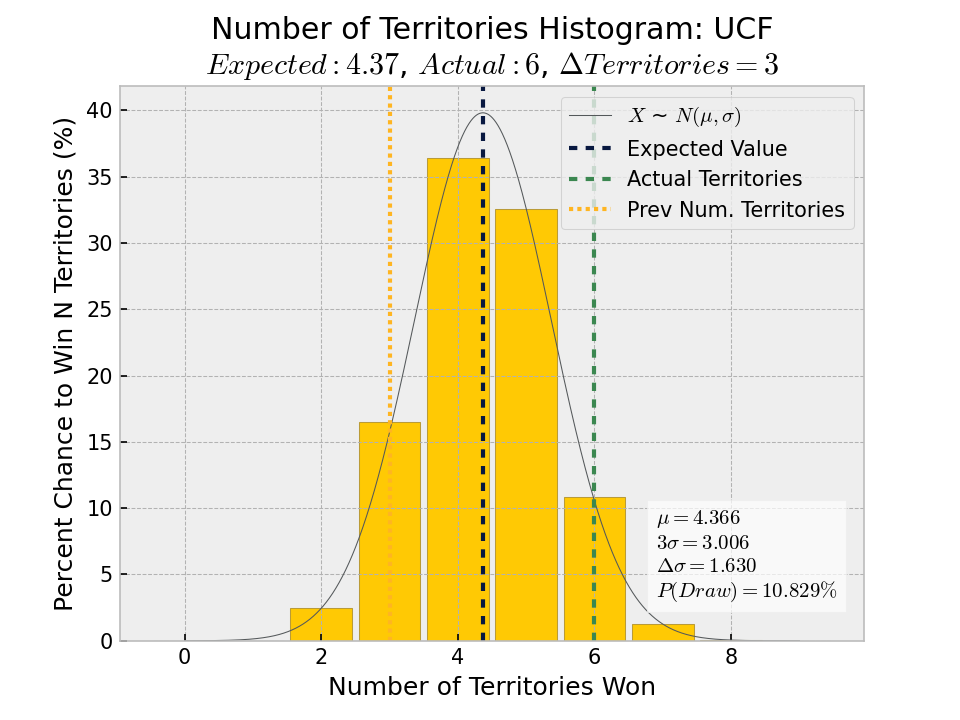 Number of Territories Histogram: UCF
Expected : 4.37, Actual : 6, ΔTerritories = 3
Percent Chance to Win N Territories (%)
40
35
30
25
20
15
10
5
0
X ∼ N(μ, σ)
Expected Value
Actual Territories
Prev Num. Territories
μ = 4.366
3σ = 3.006
Δσ = 1.630
P(Draw) = 10.829%
0 2 4 6 8
Number of Territories Won